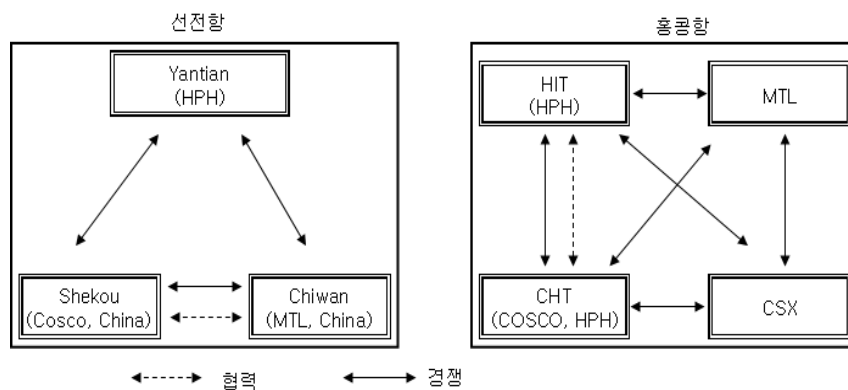 선전항
홍콩항
Yantian
(HPH)
HIT
(HPH)
MTL
Shekou
(Cosco, China)
Chiwan
(MTL, China)
CHT
(COSCO, HPH)
CSX
협력
경쟁